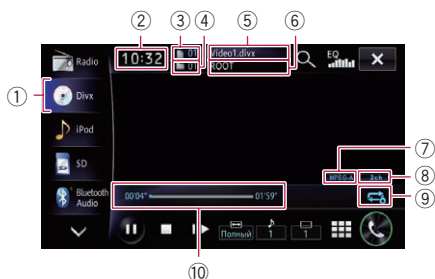 ② ③ ④ ⑤ ⑥
Radio 10:32 01 Video1.divx EQ
01 ROOT
① Divx
iPod
⑦
SD
MPEG-A 2ch ⑧
Bluetooth
Audio
00'04" 01'59" ⑨
Полный 1 1
⑩